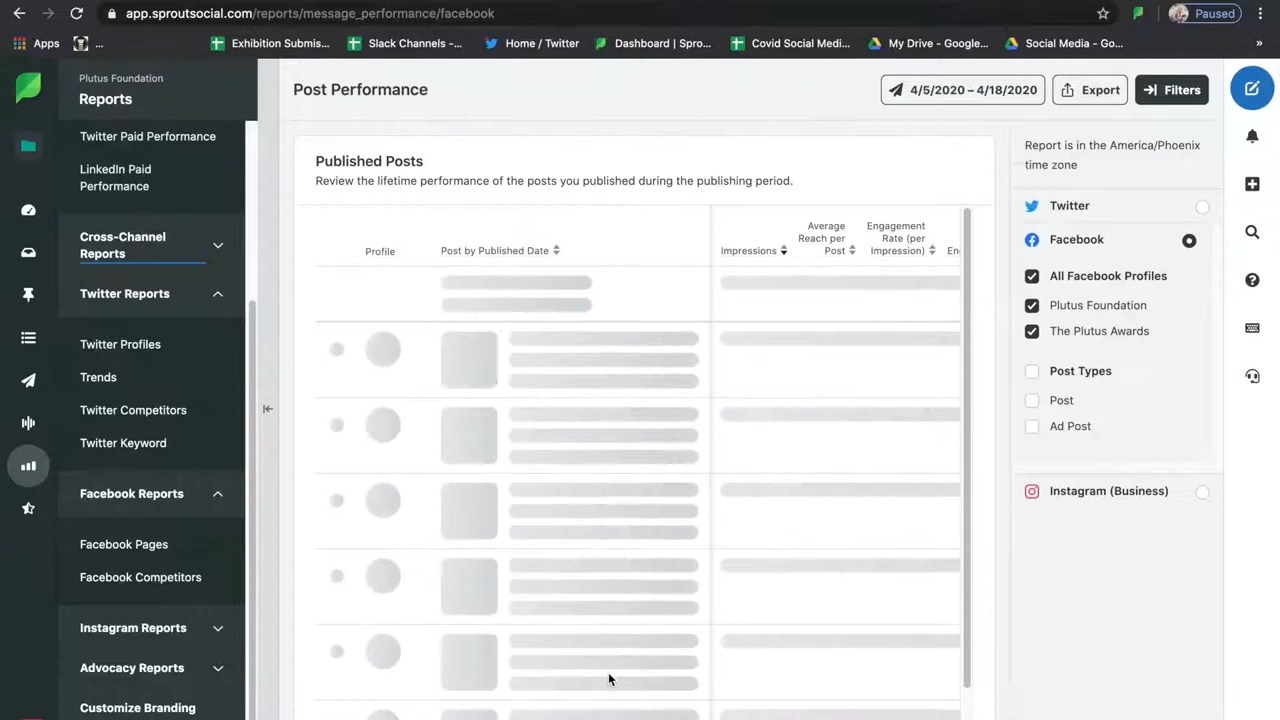 app.sproutsocial.com/reports/message_performance/facebook
Paused
Apps
...
Exhibition Submis...
Slack Channels -...
Home / Twitter
Dashboard | Spro...
Covid Social Medi...
My Drive - Google...
Social Media - Go...
»
Plutus Foundation
Reports
Twitter Paid Performance
LinkedIn Paid
Performance
Cross-Channel
Reports
Twitter Reports
Twitter Profiles
Trends
Twitter Competitors
Twitter Keyword
Facebook Reports
Facebook Pages
Facebook Competitors
Instagram Reports
Advocacy Reports
Customize Branding
Post Performance
4/5/2020 – 4/18/2020
Export
Filters
Published Posts
Review the lifetime performance of the posts you published during the publishing period.
Profile
Post by Published Date
Impressions
Average
Reach per
Post
Engagement
Rate (per
Impression)
En
Report is in the America/Phoenix
time zone
Twitter
Facebook
All Facebook Profiles
Plutus Foundation
The Plutus Awards
Post Types
Post
Ad Post
Instagram (Business)